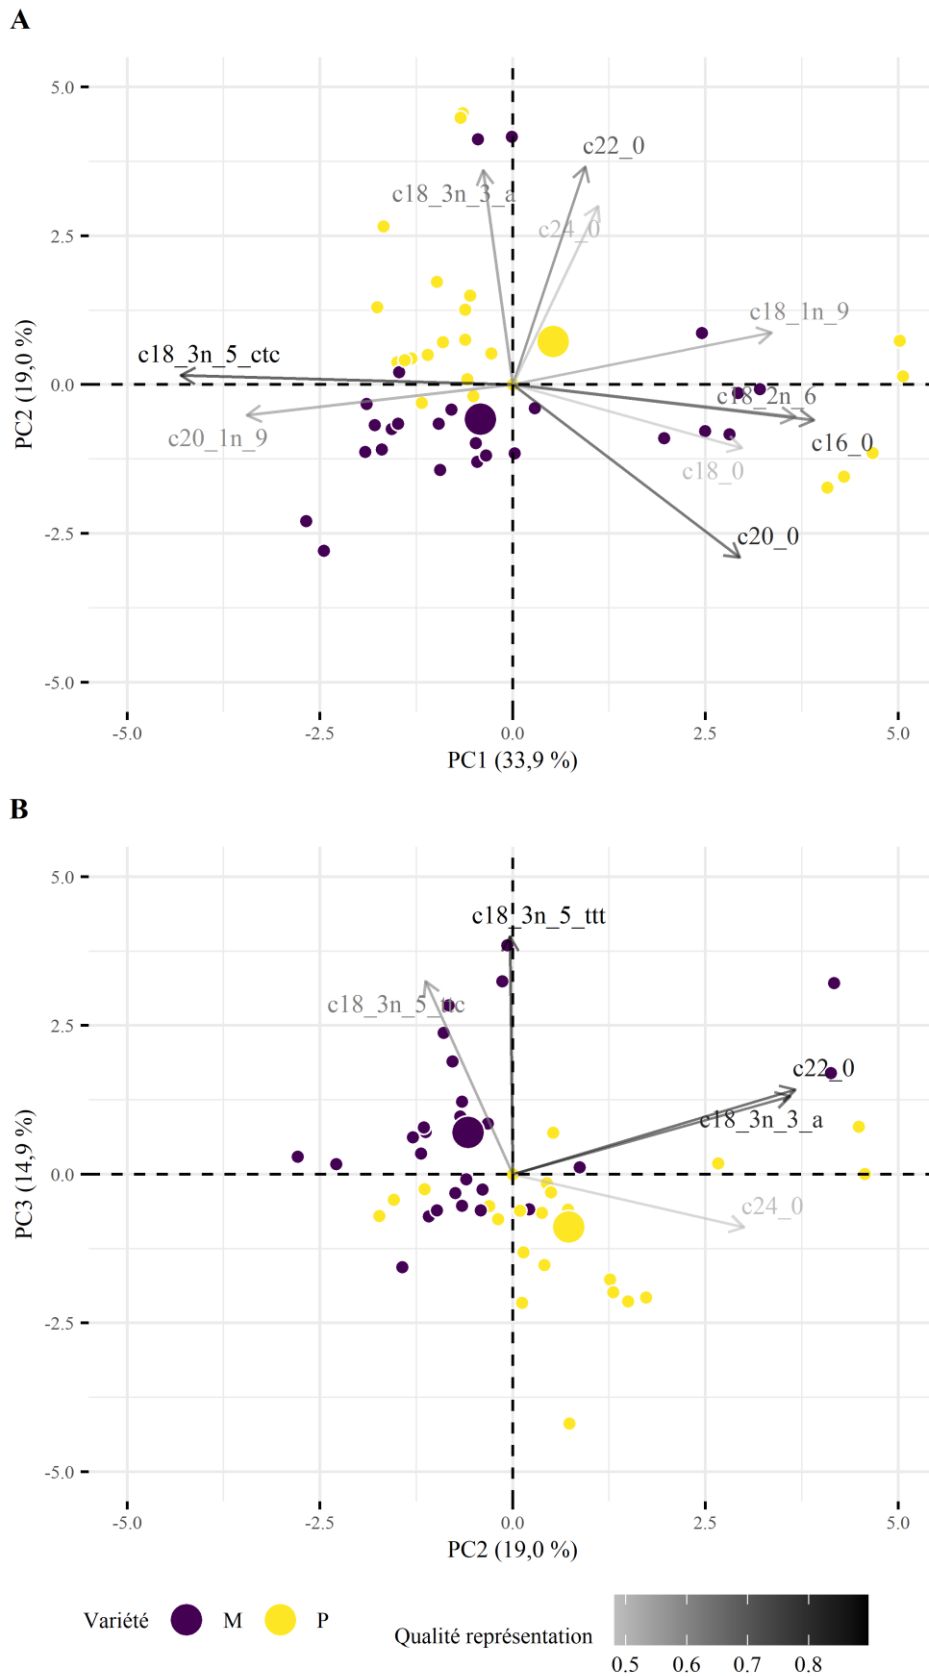 A
5.0
c22_0
c18_3n_3_a
c24_0
2.5
c18_1n_9
c18_3n_5_ctc
0.0
c18_2n_6
c20_1n_9
c16_0
c18_0
c20_0
-2.5
-5.0
PC2 (19,0 %)
-5.0 -2.5 0.0 2.5 5.0
PC1 (33,9 %)
B
5.0
c18_3n_5_ttt
c18_3n_5_ttc
2.5
c22_0
c18_3n_3_a
0.0
c24_0
-2.5
-5.0
PC3 (14,9 %)
-5.0 -2.5 0.0 2.5 5.0
PC2 (19,0 %)
Variété M P
Qualité représentation
0.5 0.6 0.7 0.8